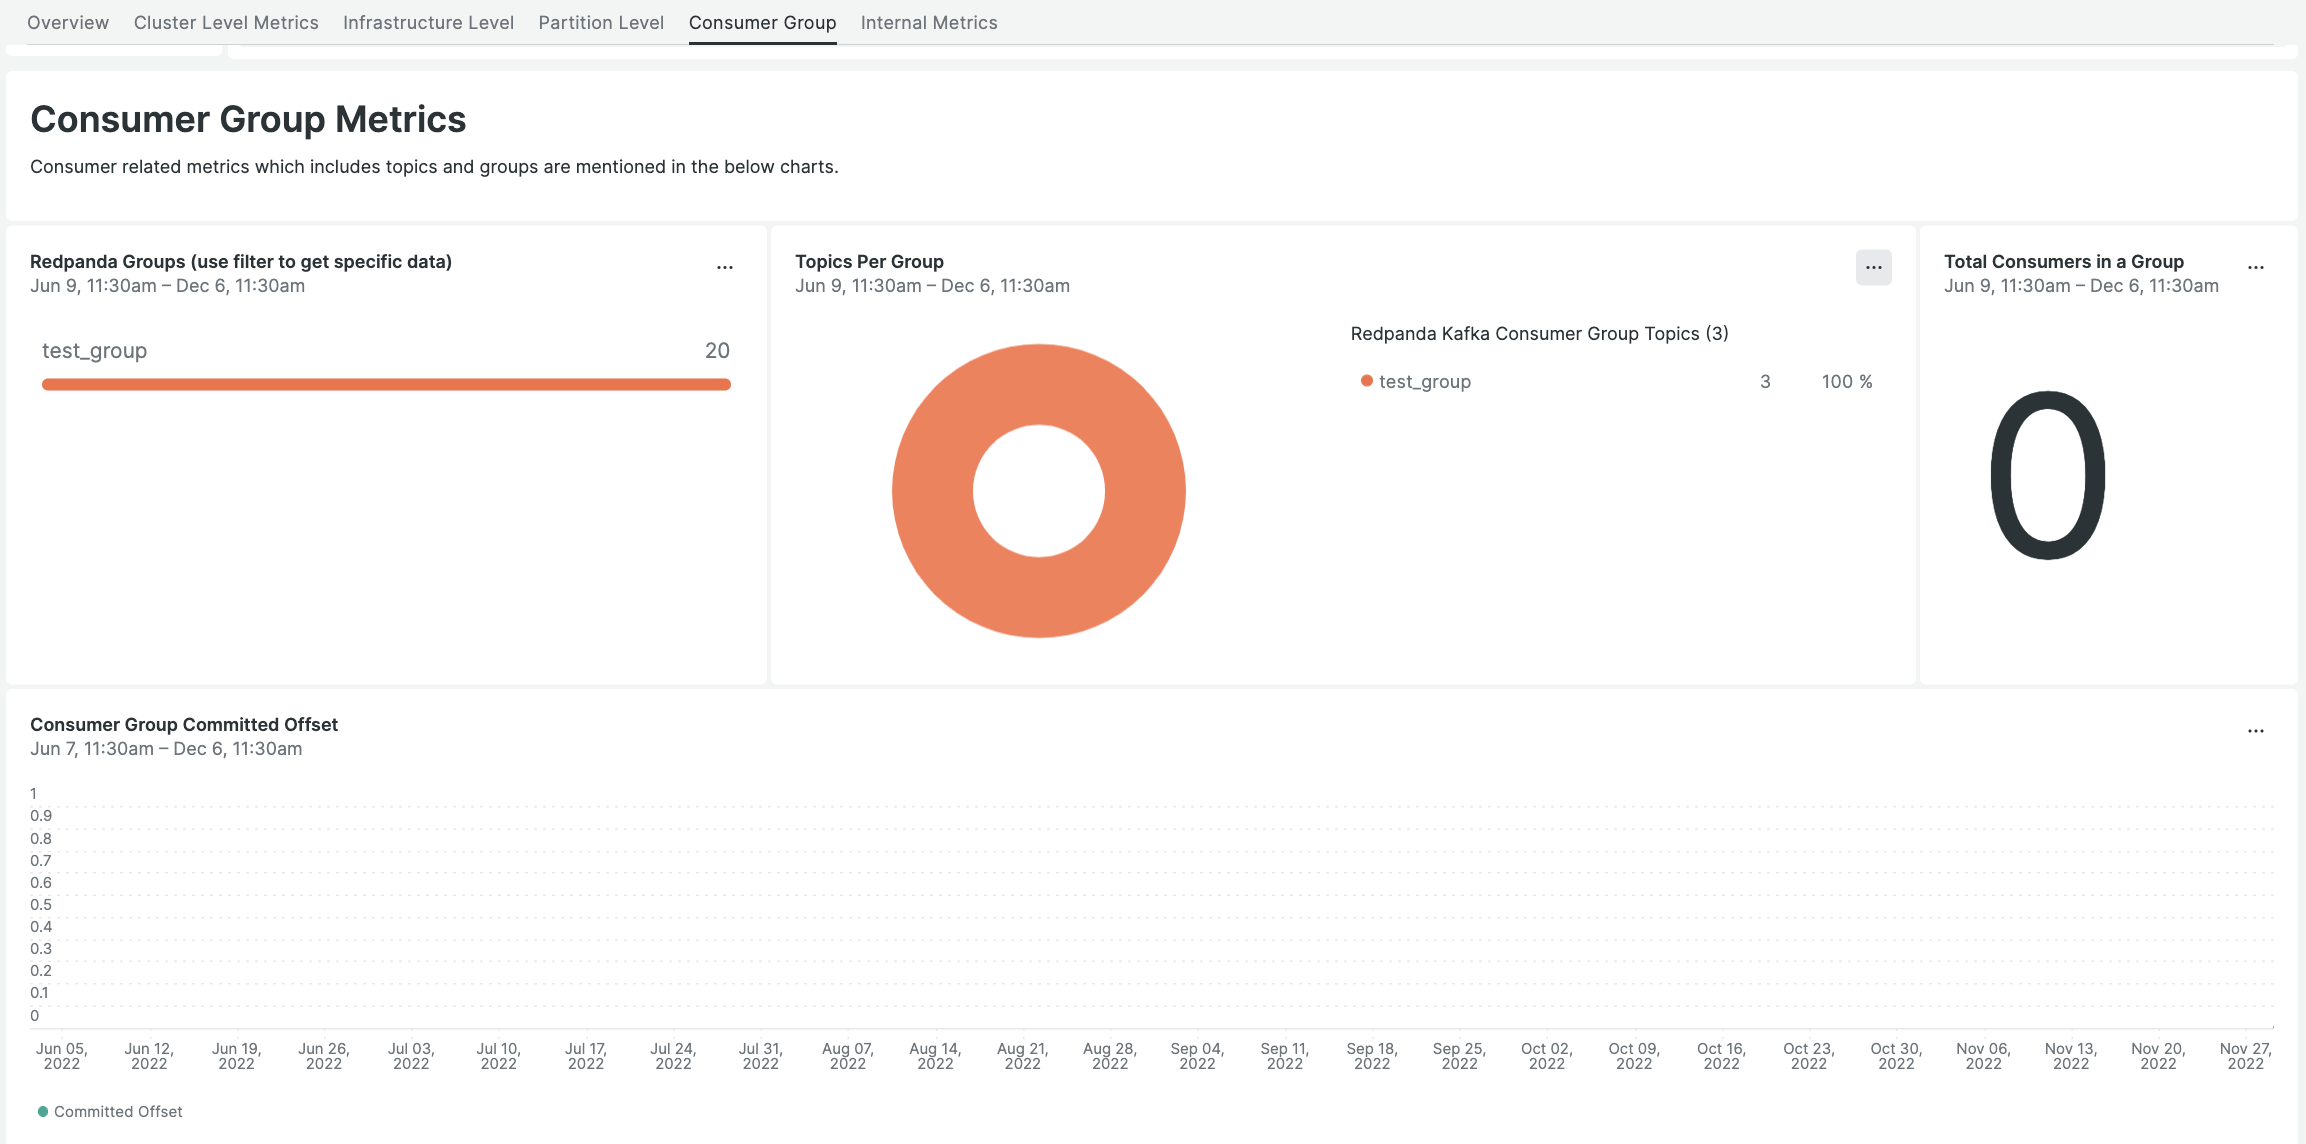 Overview Cluster Level Metrics Infrastructure Level Partition Level Consumer Group Internal Metrics
Consumer Group Metrics
Consumer related metrics which includes topics and groups are mentioned in the below charts.
Redpanda Groups (use filter to get specific data) ...
Jun 9, 11:30am – Dec 6, 11:30am
test_group 20
Topics Per Group ...
Jun 9, 11:30am – Dec 6, 11:30am
Redpanda Kafka Consumer Group Topics (3)
test_group 3 100 %
Total Consumers in a Group ...
Jun 9, 11:30am – Dec 6, 11:30am
0
Consumer Group Committed Offset ...
Jun 7, 11:30am – Dec 6, 11:30am
1
0.9
0.8
0.7
0.6
0.5
0.4
0.3
0.2
0.1
0
Jun 05, Jun 12, Jun 19, Jun 26, Jul 03, Jul 10, Jul 17, Jul 24, Jul 31, Aug 07, Aug 14, Aug 21, Aug 28, Sep 04, Sep 11, Sep 18, Sep 25, Oct 02, Oct 09, Oct 16, Oct 23, Oct 30, Nov 06, Nov 13, Nov 20, Nov 27,
2022 2022 2022 2022 2022 2022 2022 2022 2022 2022 2022 2022 2022 2022 2022 2022 2022 2022 2022 2022 2022 2022 2022 2022 2022 2022
Committed Offset